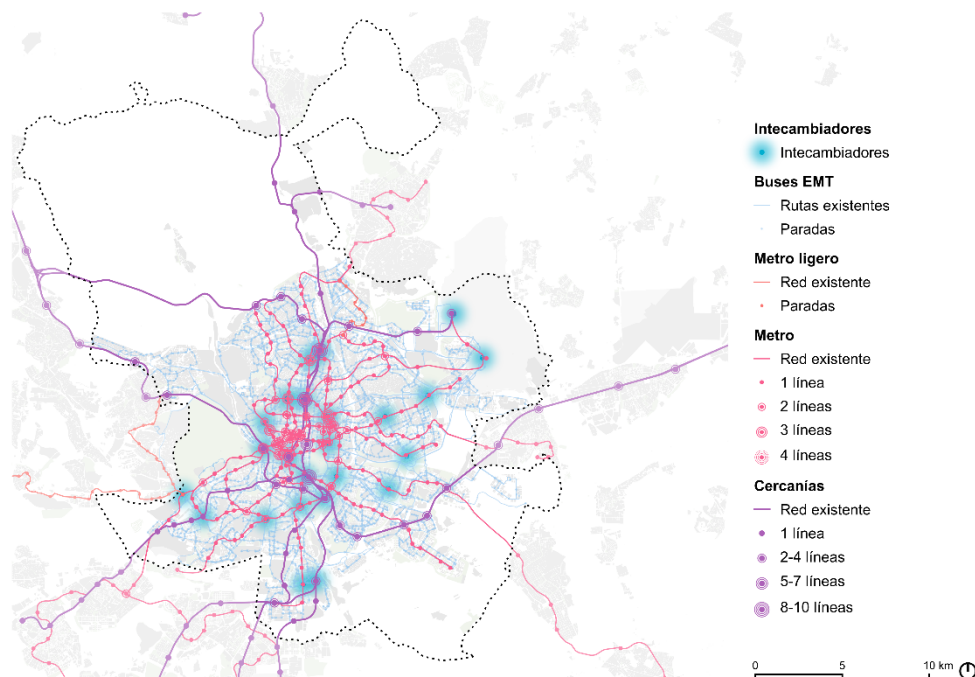 Intecambiadores
Intecambiadores
Buses EMT
Rutas existentes
Paradas
Metro ligero
Red existente
Paradas
Metro
Red existente
1 línea
2 líneas
3 líneas
4 líneas
Cercanías
Red existente
1 línea
2-4 líneas
5-7 líneas
8-10 líneas
0 5 10 km